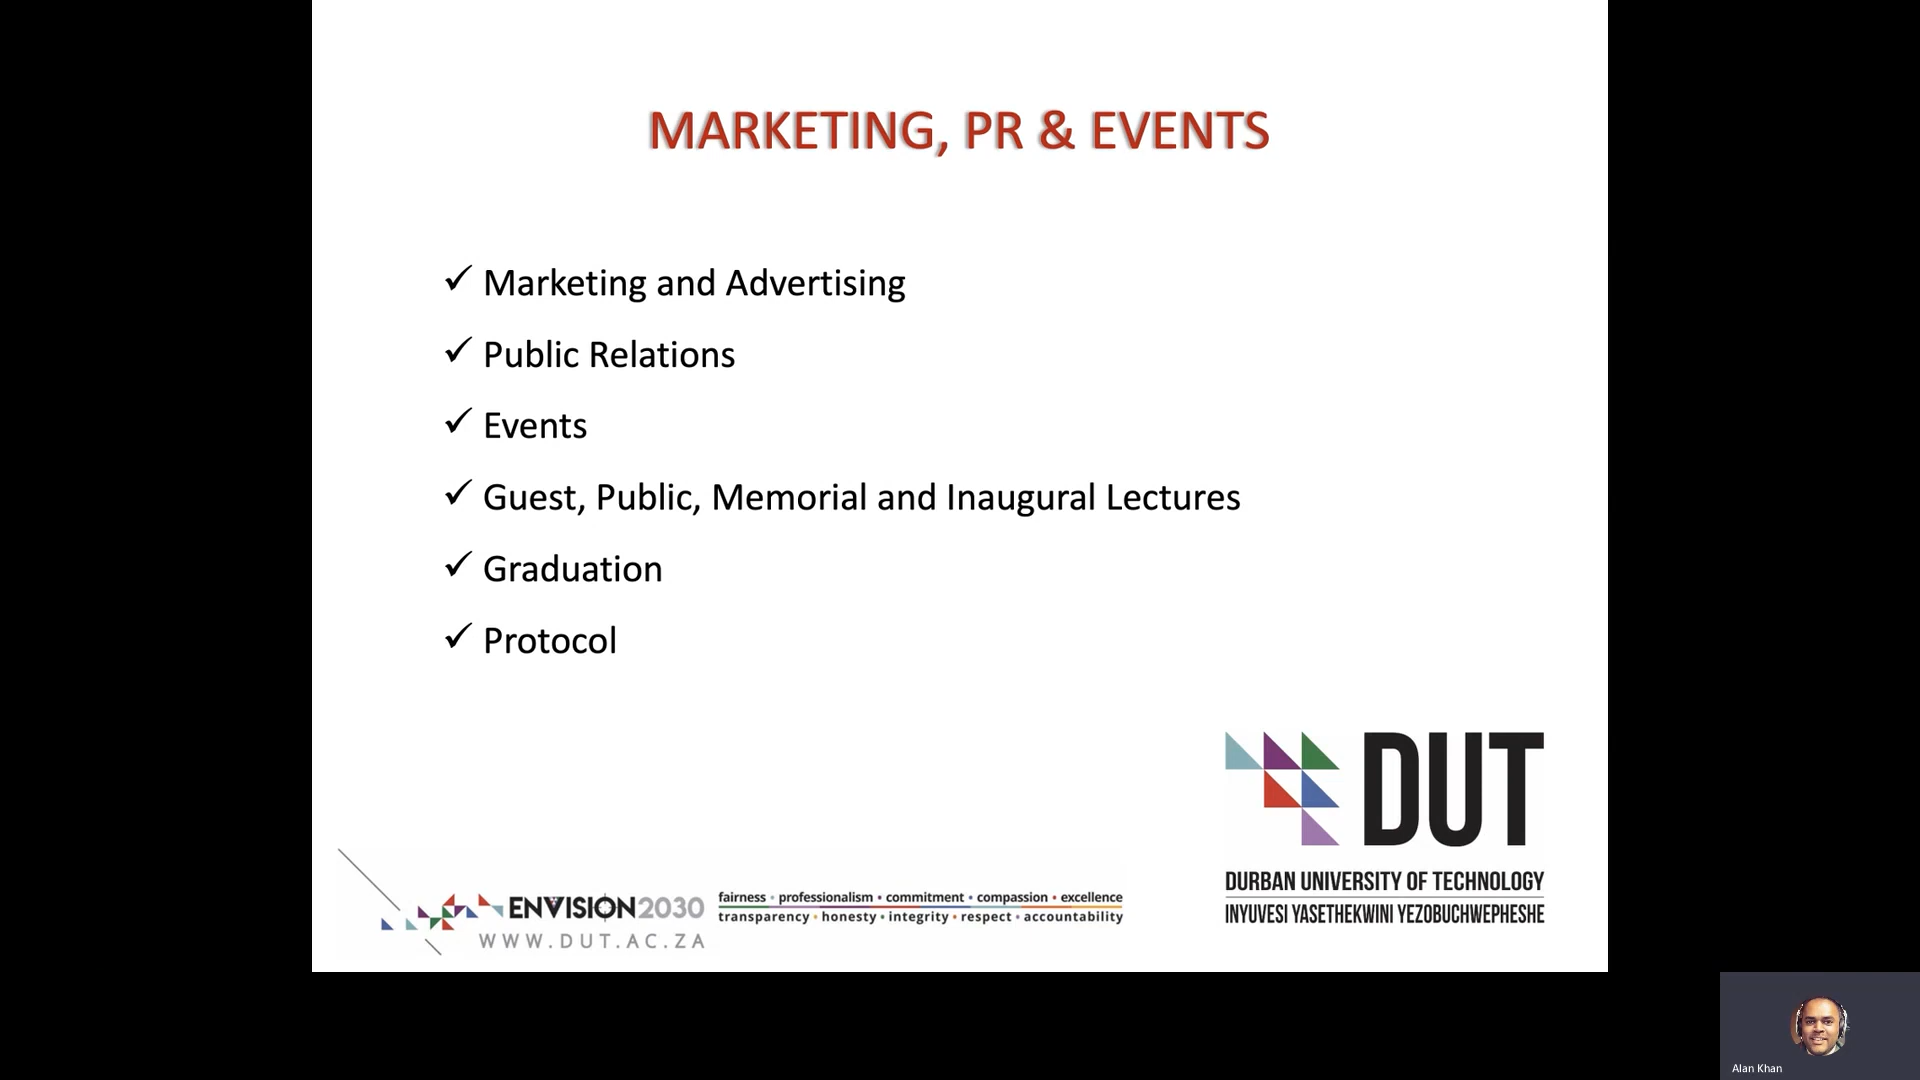 MARKETING, PR & EVENTS
✓ Marketing and Advertising
✓ Public Relations
✓ Events
✓ Guest, Public, Memorial and Inaugural Lectures
✓ Graduation
✓ Protocol
DUT
DURBAN UNIVERSITY OF TECHNOLOGY
INYUVESI YASETHEKWINI YEZOBUCHWEPHESHE
ENVISION2030
WWW.DUT.AC.ZA
fairness • professionalism • commitment • compassion • excellence
transparency • honesty • integrity • respect • accountability
Alan Khan